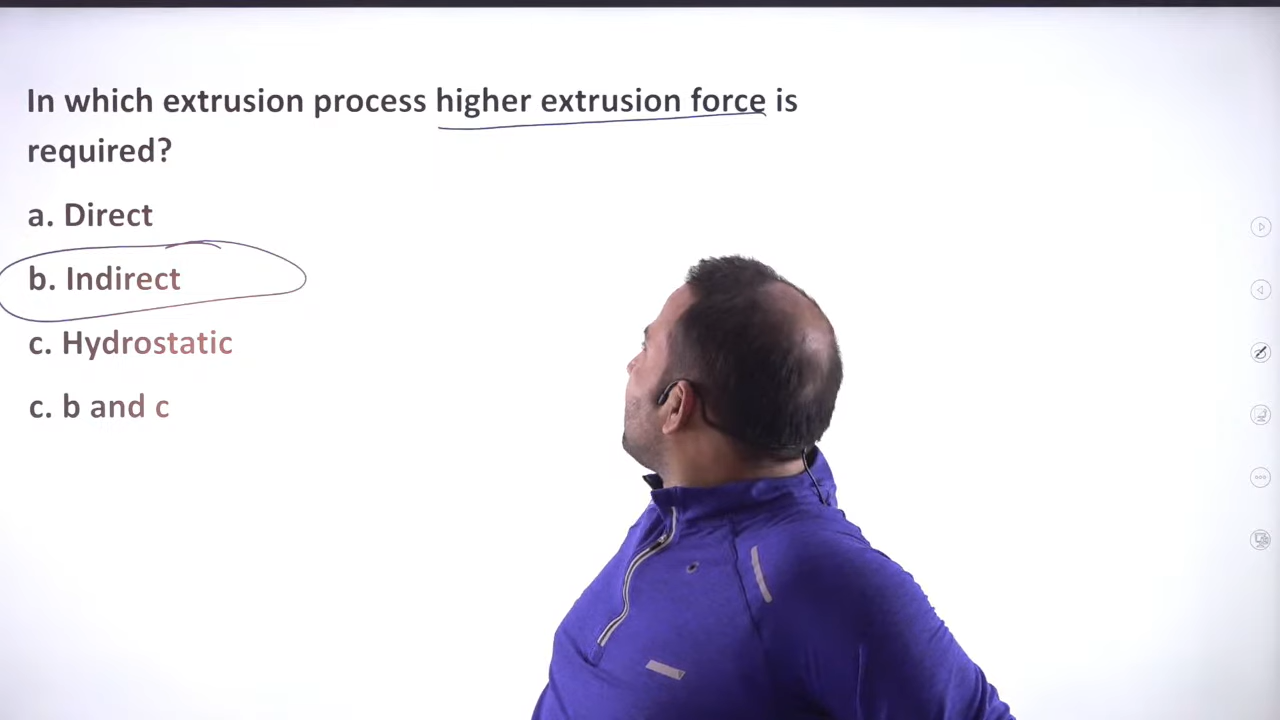 In which extrusion process higher extrusion force is
required?
a. Direct
b. Indirect
c. Hydrostatic
c. b and c